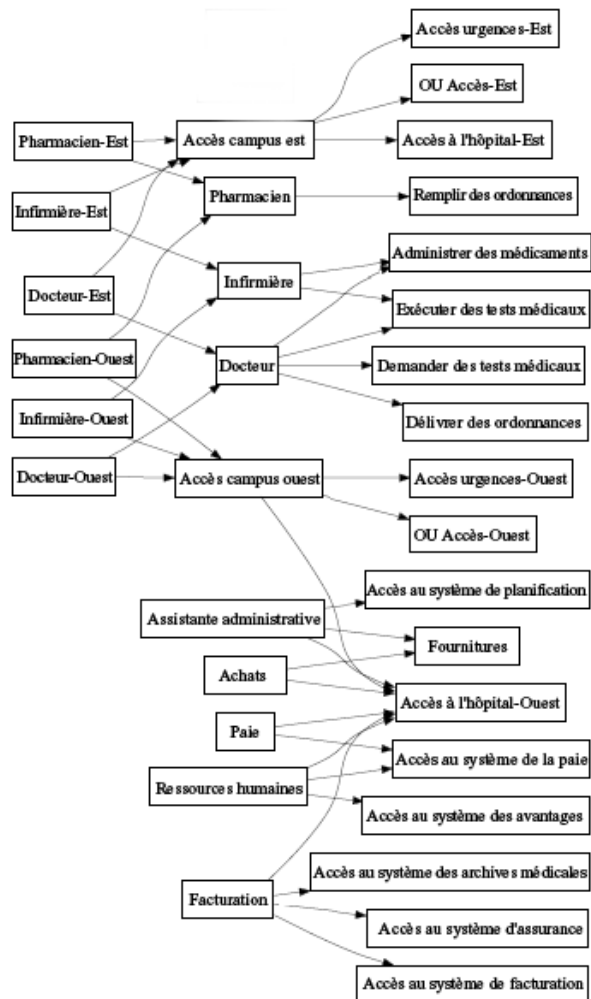 Accès urgences-Est
OU Accès-Est
Pharmacien-Est
Accès campus est
Accès à l'hôpital-Est
Pharmacien
Remplir des ordonnances
Infirmière-Est
Administrer des médicaments
Infirmière
Docteur-Est
Exécuter des tests médicaux
Pharmacien-Ouest
Docteur
Demander des tests médicaux
Infirmière-Ouest
Délivrer des ordonnances
Docteur-Ouest
Accès campus ouest
Accès urgences-Ouest
OU Accès-Ouest
Accès au système de planification
Assistante administrative
Fournitures
Achats
Accès à l'hôpital-Ouest
Paie
Accès au système de la paie
Ressources humaines
Accès au système des avantages
Accès au système des archives médicales
Facturation
Accès au système d'assurance
Accès au système de facturation